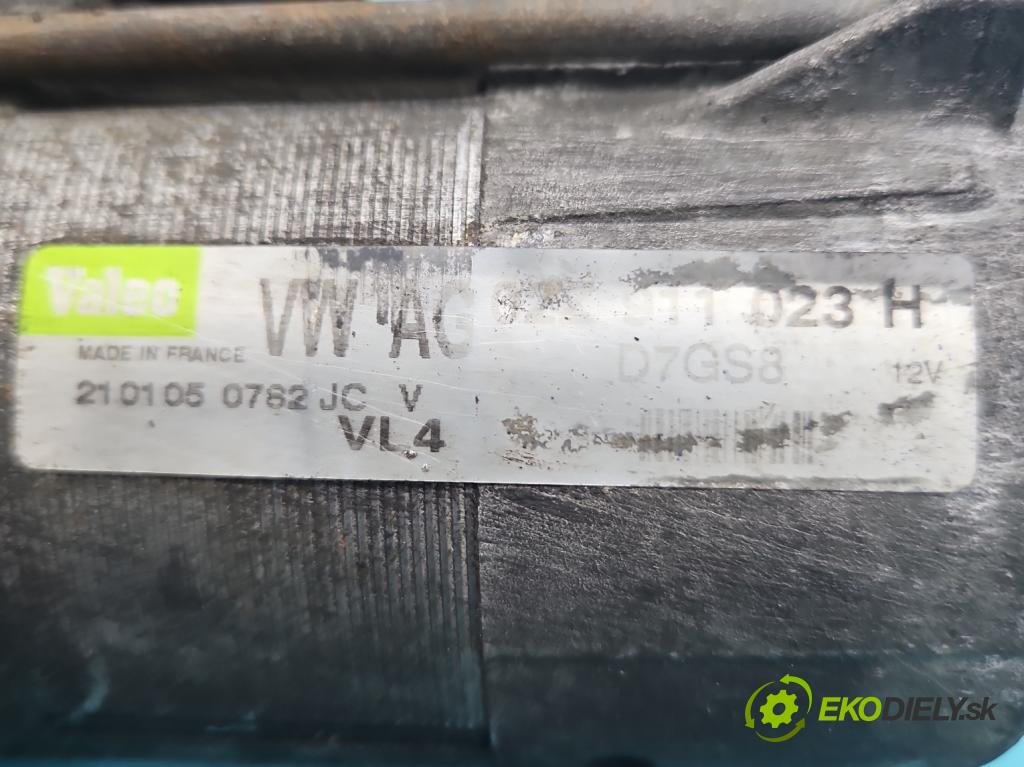 Valeo
VW AG 023 H
MADE IN FRANCE
D7GS8
12V
21 01 05 0782 JC V
VL4
EKODIELY.sk